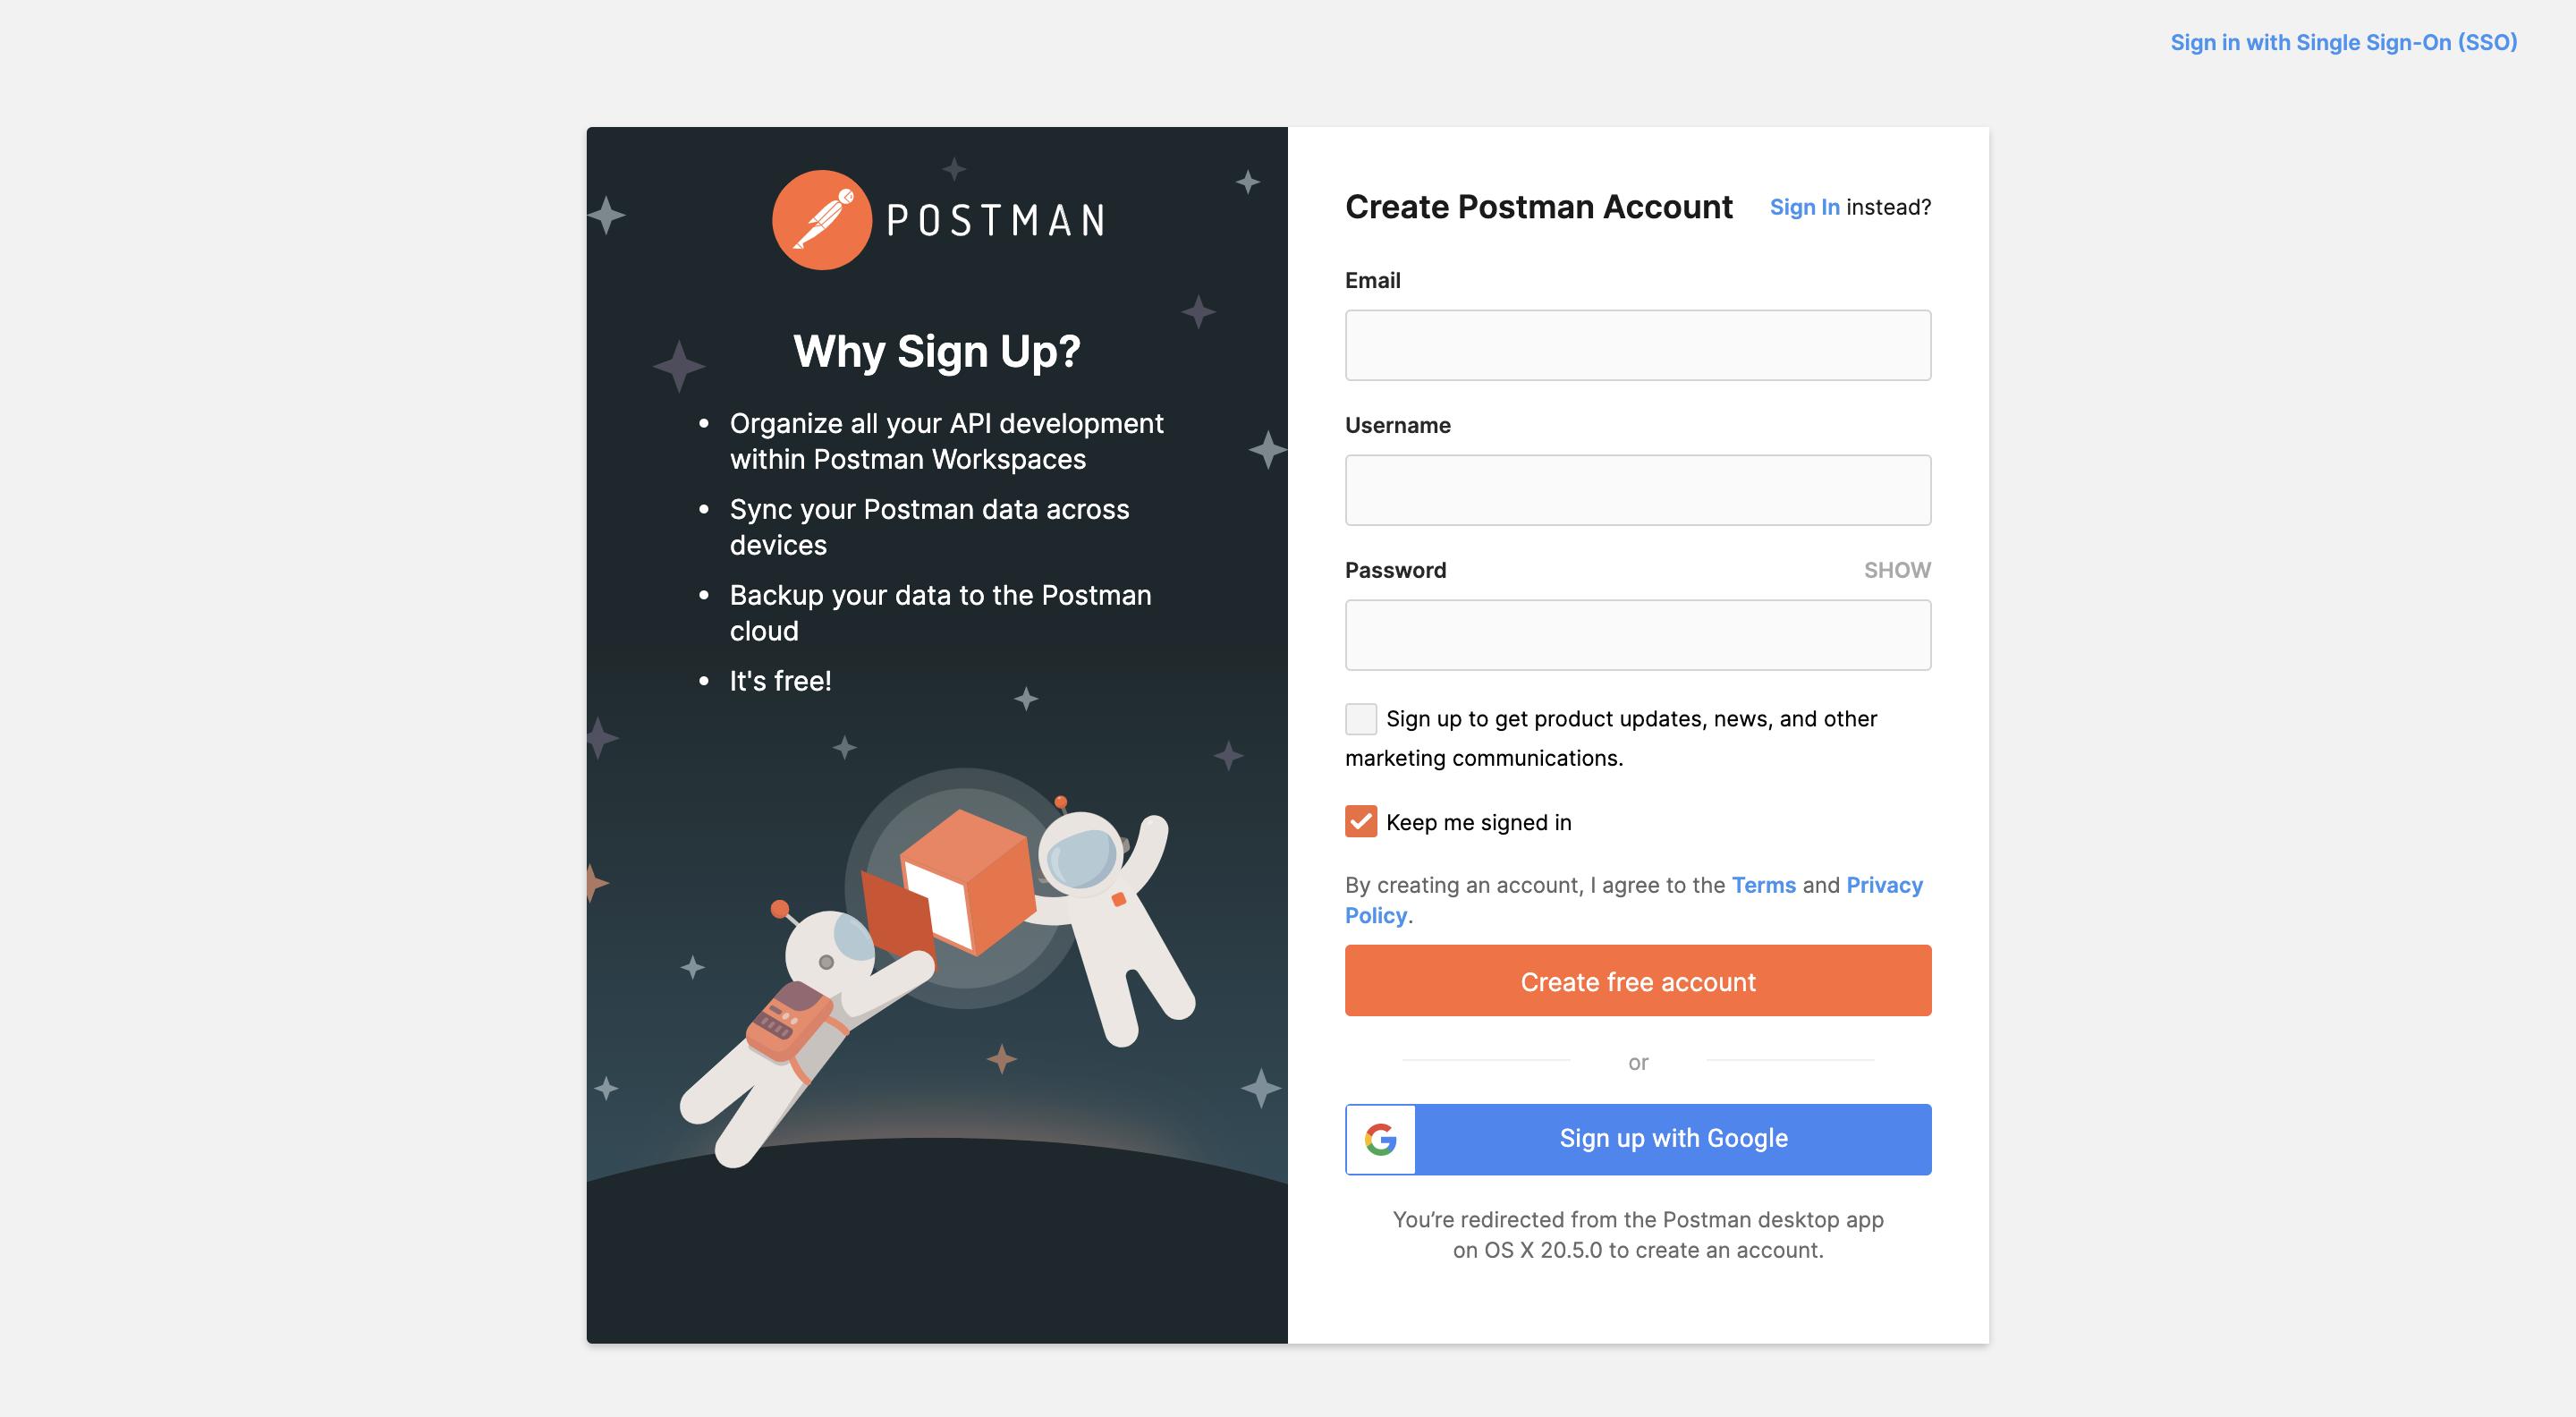 Sign in with Single Sign-On (SSO)
POSTMAN
Why Sign Up?
• Organize all your API development
within Postman Workspaces
• Sync your Postman data across
devices
• Backup your data to the Postman
cloud
• It's free!
Create Postman Account
Sign In instead?
Email
Username
Password
SHOW
Sign up to get product updates, news, and other
marketing communications.
Keep me signed in
By creating an account, I agree to the Terms and Privacy
Policy.
Create free account
or
Sign up with Google
You’re redirected from the Postman desktop app
on OS X 20.5.0 to create an account.